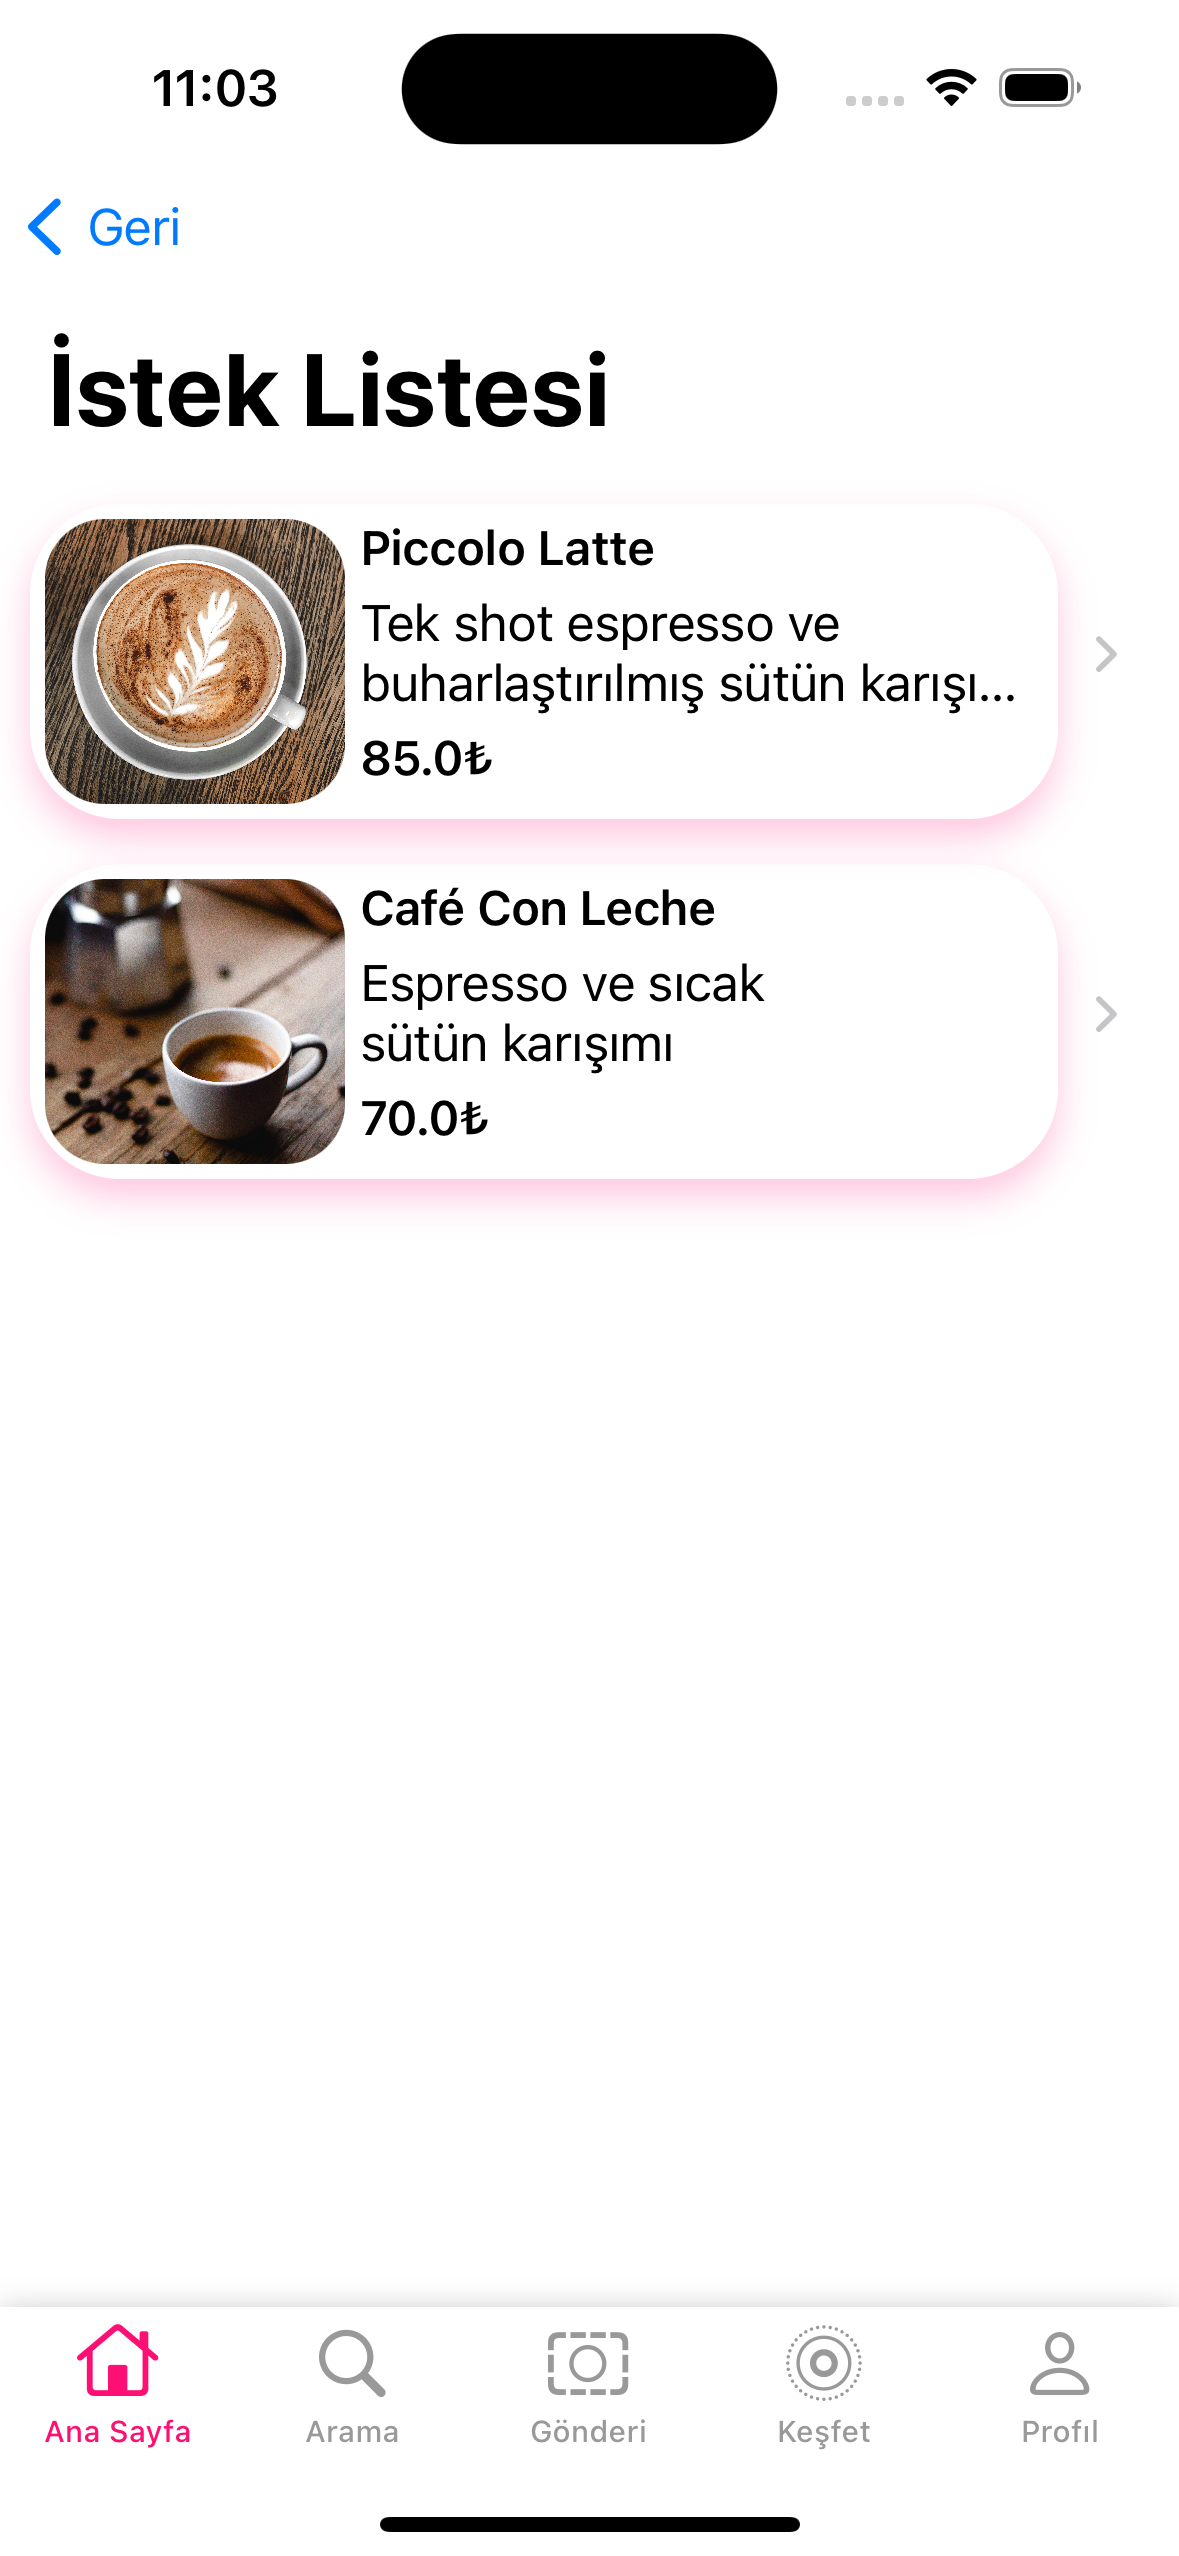 11:03
Geri
İstek Listesi
Piccolo Latte
Tek shot espresso ve
buharlaştırılmış sütün karışı...
85.0₺
Café Con Leche
Espresso ve sıcak
sütün karışımı
70.0₺
Ana Sayfa
Arama
Gönderi
Keşfet
Profil